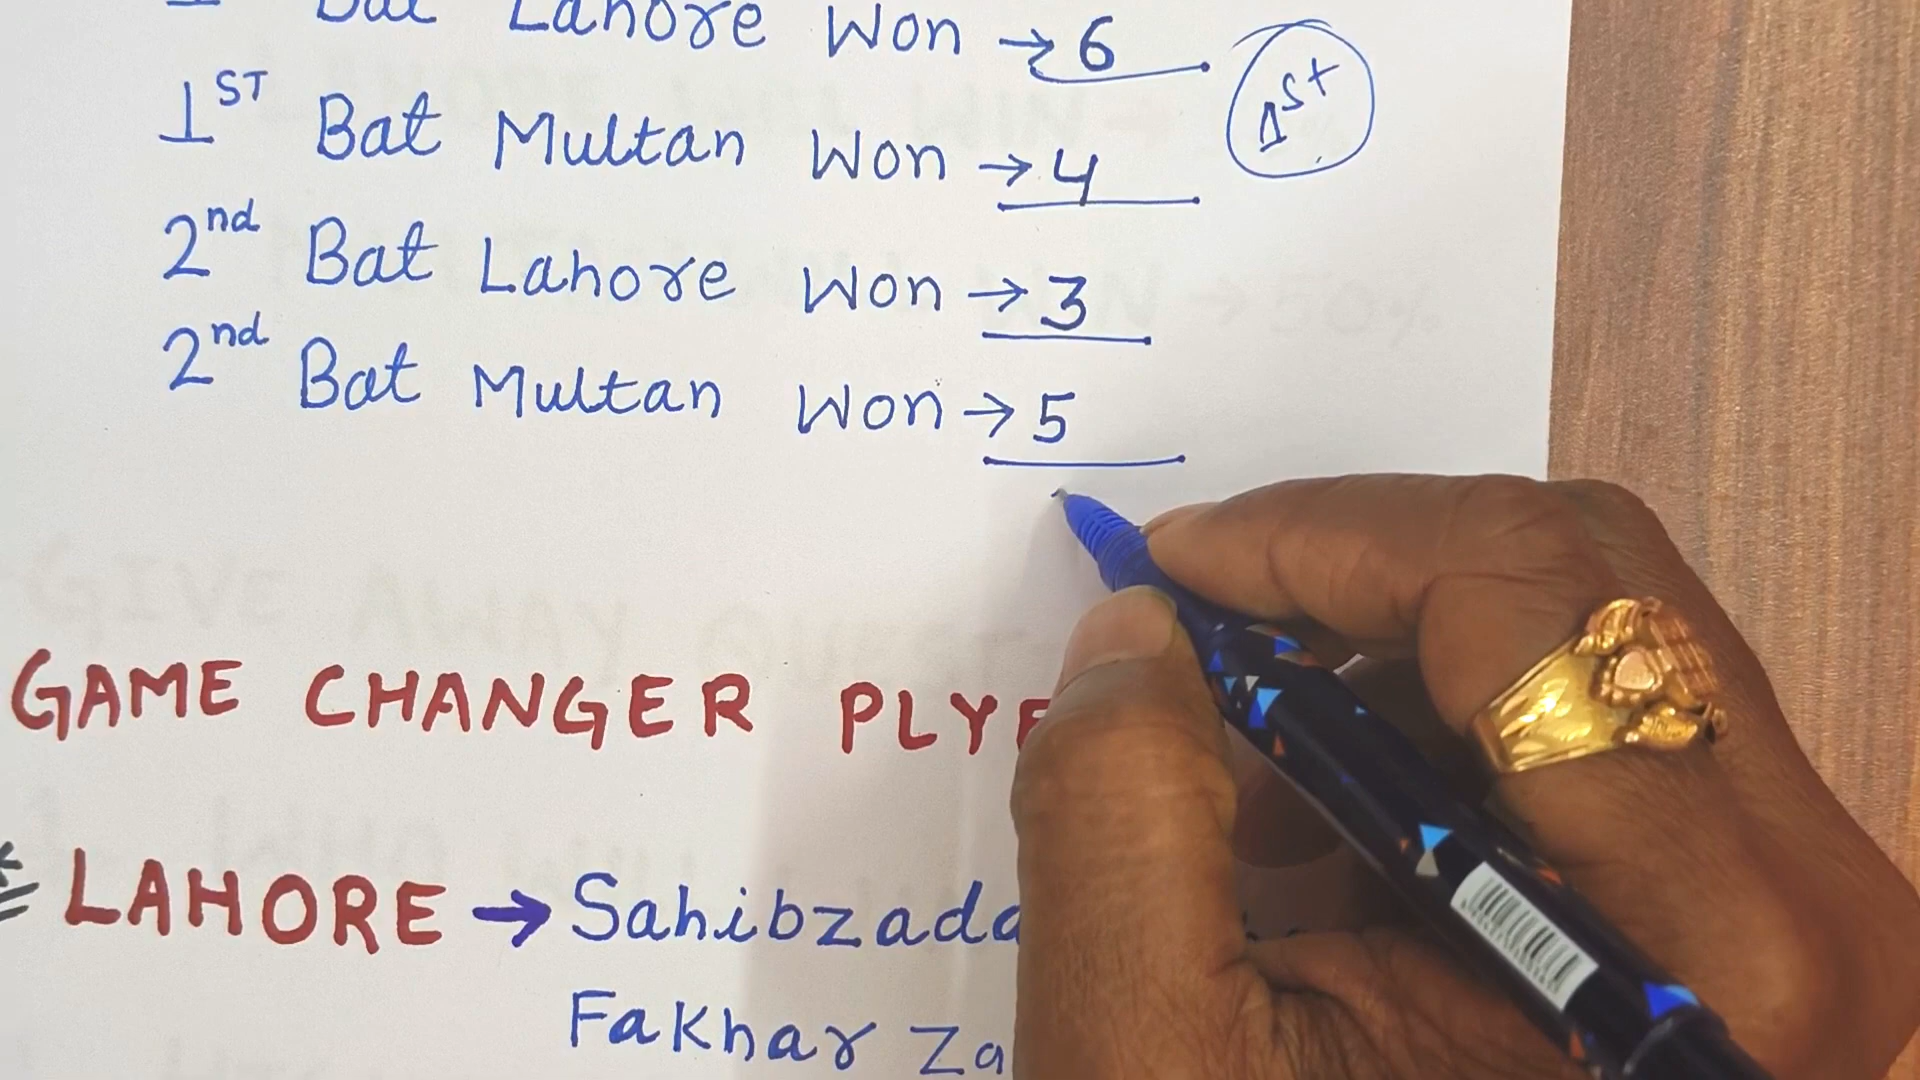 Bat Lahore Won → 6
1st
1ST Bat Multan Won → 4
2nd Bat Lahore Won → 3
2nd Bat Multan Won → 5
GAME CHANGER
* LAHORE → Sahibzada
Fakhar Za